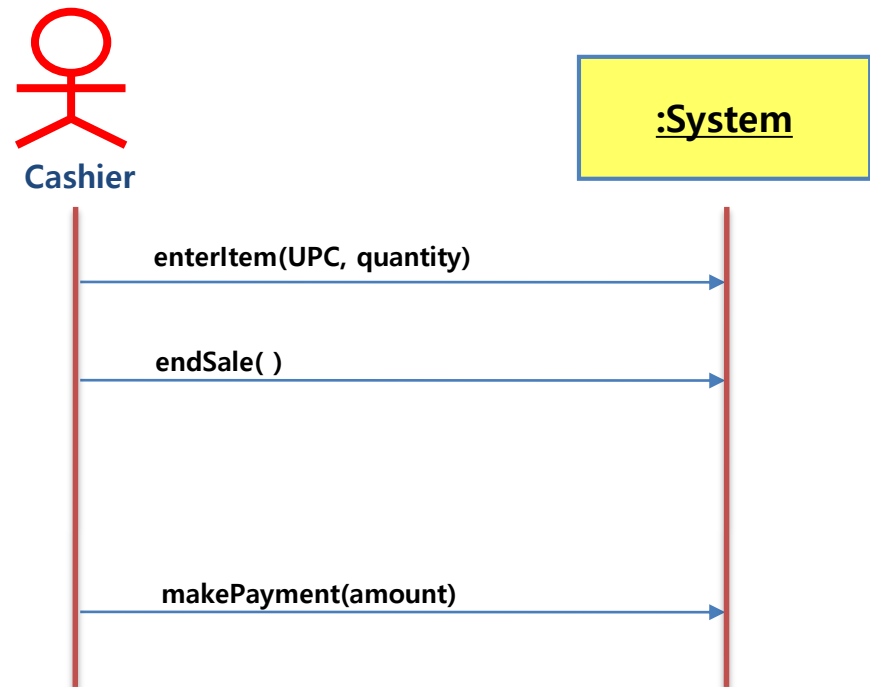 :System
Cashier
enterItem(UPC, quantity)
endSale( )
makePayment(amount)